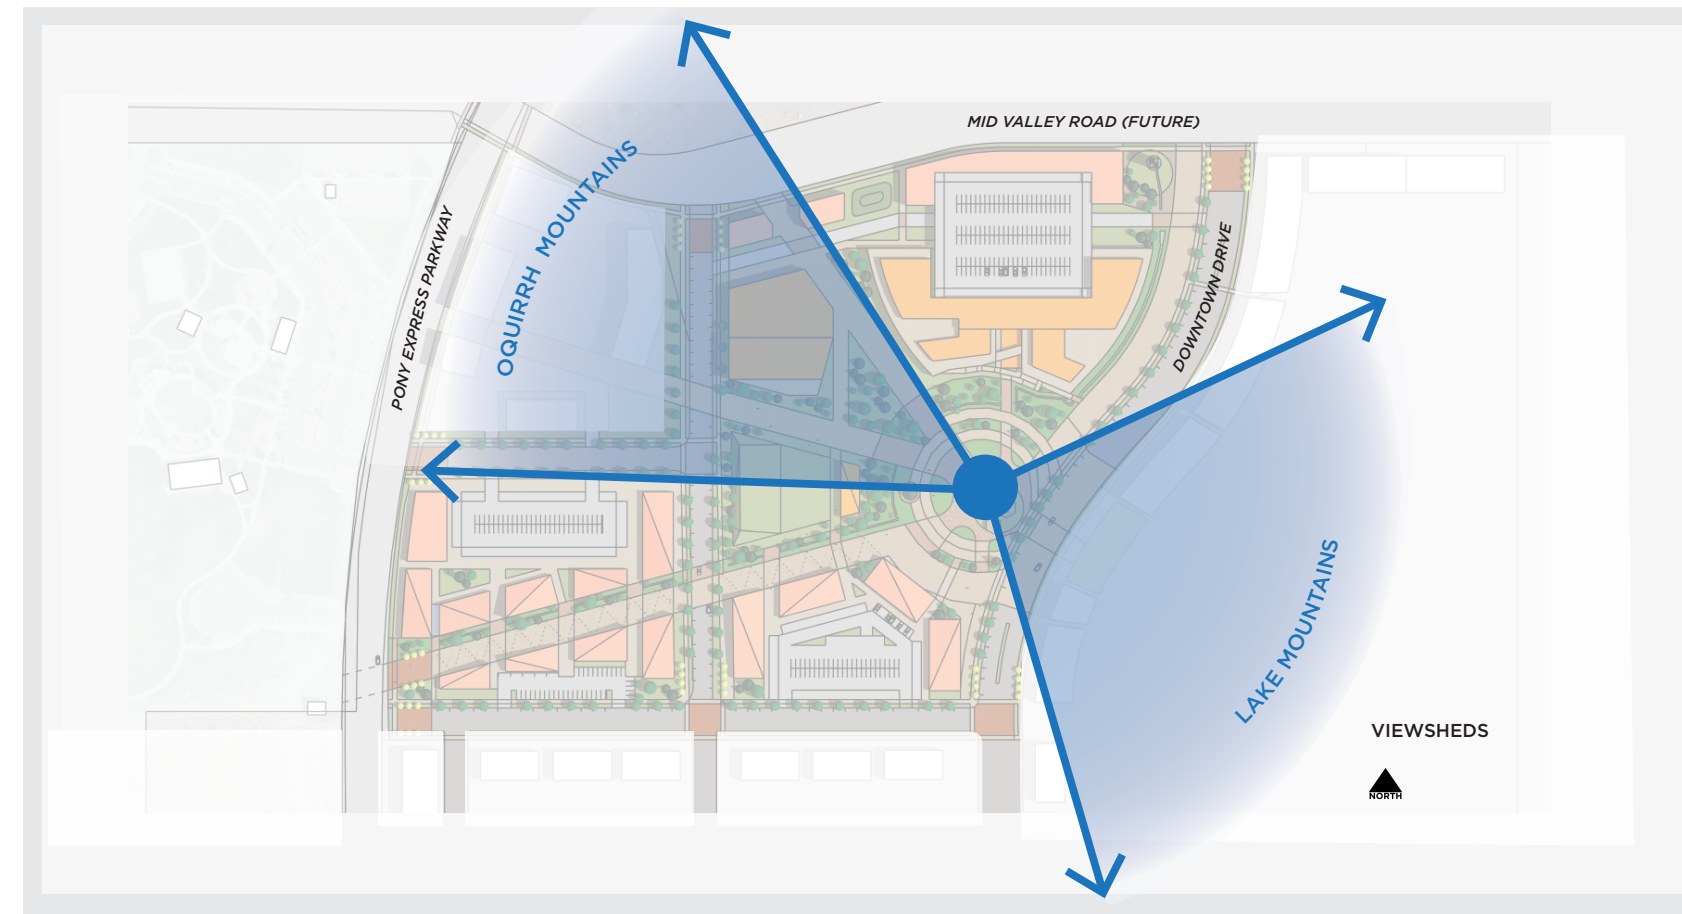 MID VALLEY ROAD (FUTURE)
OQUIRRH MOUNTAINS
PONY EXPRESS PARKWAY
DOWNTOWN DRIVE
LAKE MOUNTAINS
VIEWSHEDS
NORTH